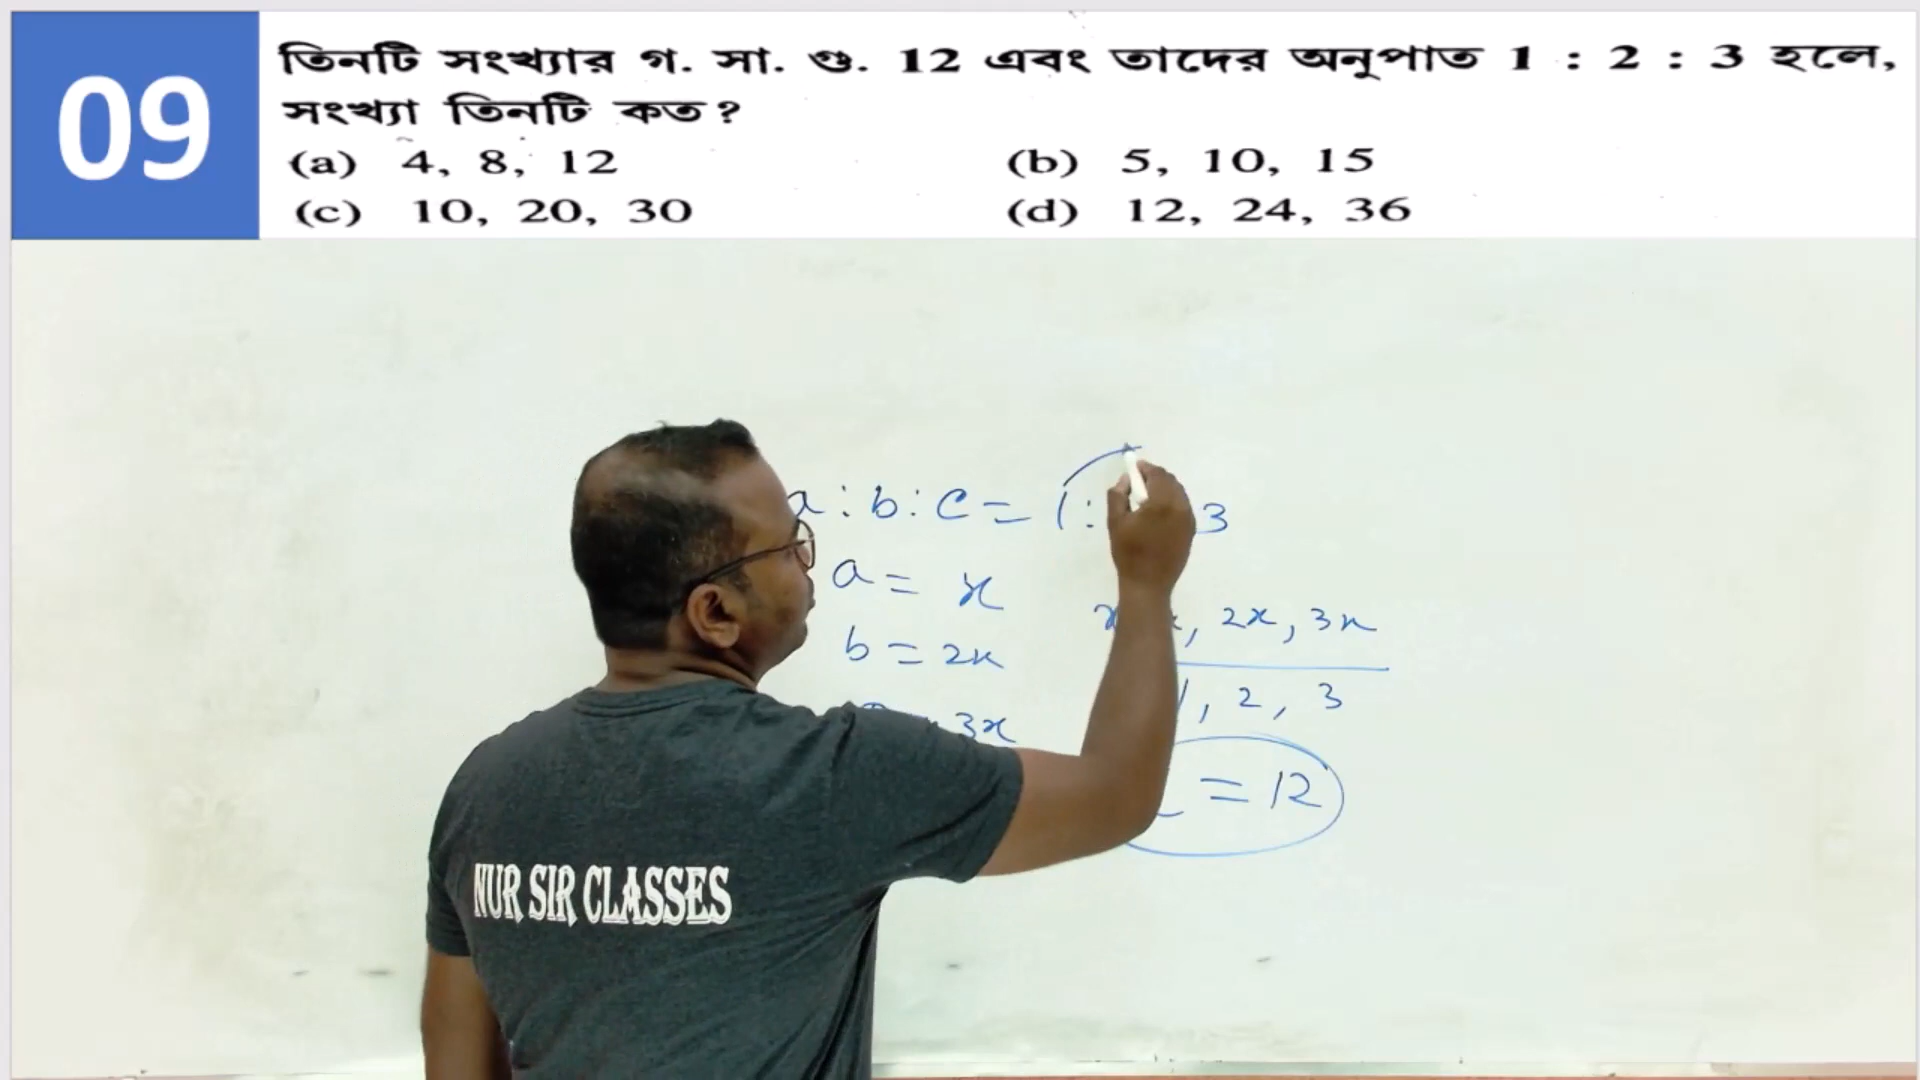 09
তিনটি সংখ্যার গ. সা. গু. 12 এবং তাদের অনুপাত 1 : 2 : 3 হলে,
সংখ্যা তিনটি কত?
(a) 4, 8, 12 (b) 5, 10, 15
(c) 10, 20, 30 (d) 12, 24, 36
a : b : c = 1 : 3
a = x
b = 2x
3x
x , 2x, 3x
1, 2, 3
= 12
NUR SIR CLASSES